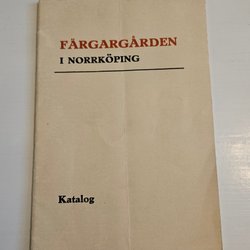 FÄRGARGÅRDEN
I NORRKÖPING
Katalog